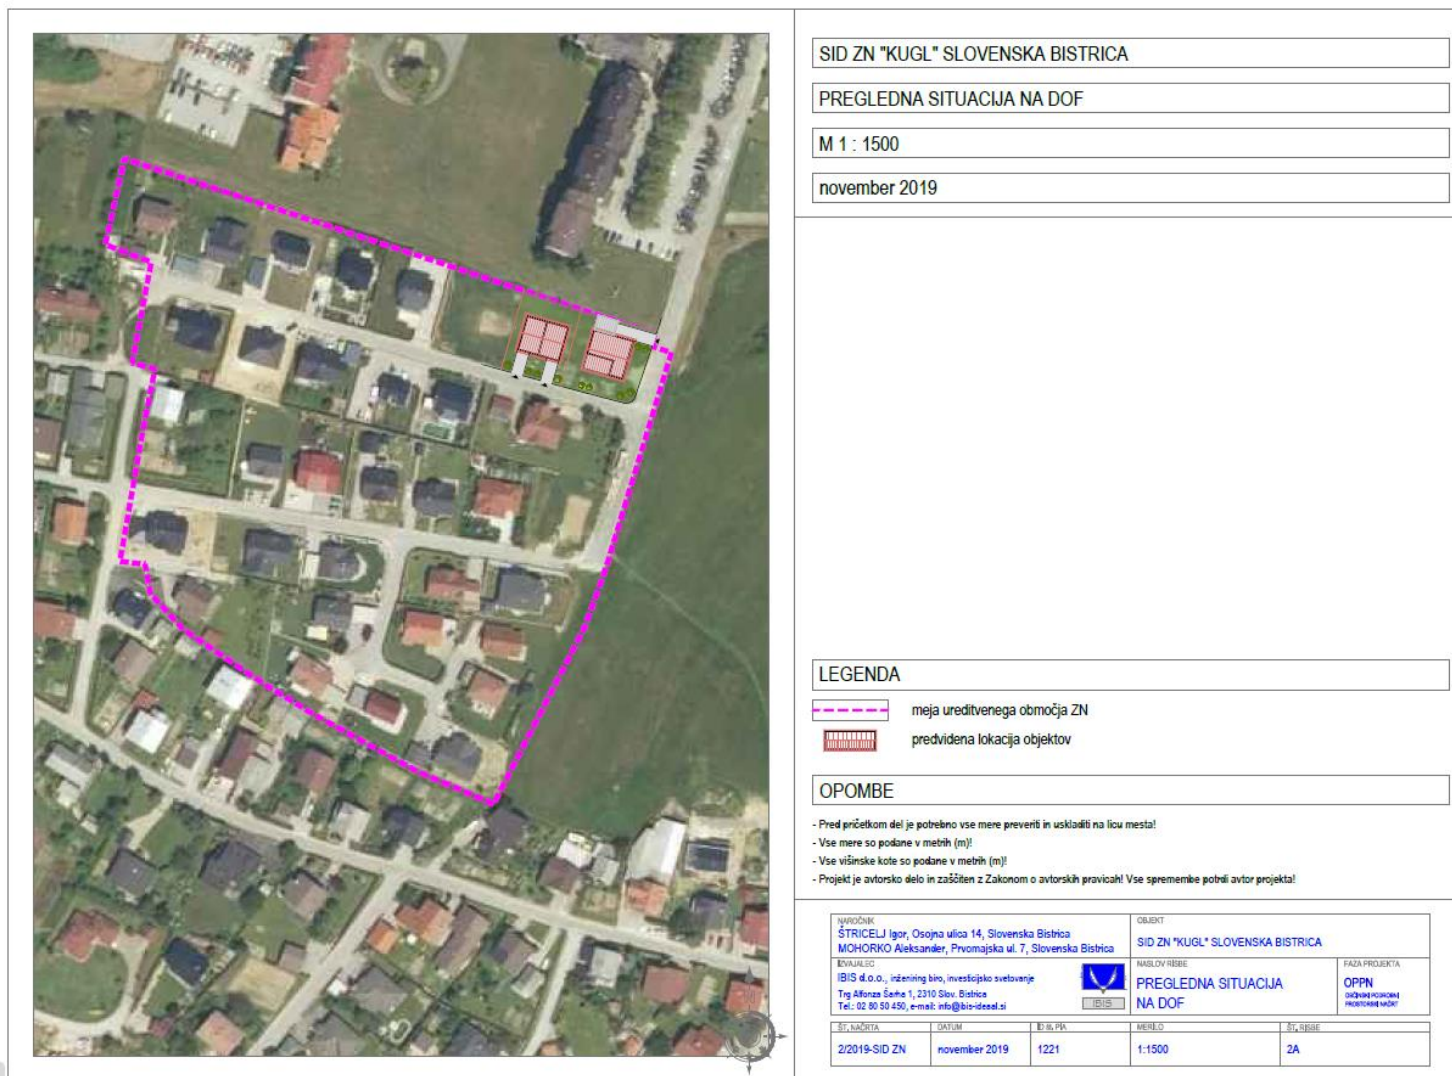 SID ZN "KUGL" SLOVENSKA BISTRICA
PREGLEDNA SITUACIJA NA DOF
M 1 : 1500
november 2019
LEGENDA
meja ureditvenega območja ZN
predvidena lokacija objektov
OPOMBE
- Pred pričetkom del je potrebno vse mere preveriti in uskladiti na licu mesta!
- Vse mere so podane v metrih (m)!
- Vse višinske kote so podane v metrih (m)!
- Projekt je avtorsko delo in zaščiten z Zakonom o avtorskih pravicah! Vse spremembe potrdi avtor projekta!
NAROČNIK
ŠTRICELJ Igor, Osojna ulica 14, Slovenska Bistrica
MOHORKO Aleksander, Prvomajska ul. 7, Slovenska Bistrica
OBJEKT
SID ZN "KUGL" SLOVENSKA BISTRICA
IZVAJALEC
IBIS d.o.o., inženiring biro, investicijsko svetovanje
Trg Alfonza Šarha 1, 2310 Slov. Bistrica
Tel.: 02 80 50 450, e-mail: info@ibis-ideaal.si
IBIS
NASLOV RISBE
PREGLEDNA SITUACIJA
NA DOF
FAZA PROJEKTA
OPPN
OBČINSKI PODROBNI
PROSTORSKI NAČRT
ŠT. NAČRTA
DATUM
MERILO
ŠT. RISBE
2/2019-SID ZN
november 2019
1221
1:1500
2A